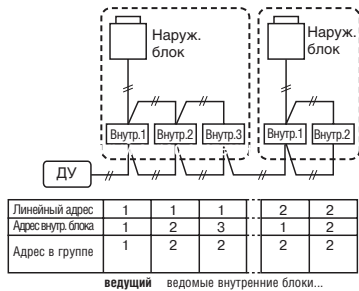 Наруж. блок
Наруж. блок
Внутр.1 Внутр.2 Внутр.3 Внутр.1 Внутр.2
ДУ
Линейный адрес 1 1 1 2 2
Адрес внутр. блока 1 2 3 1 2
Адрес в группе 1 2 2 2 2
ведущий ведомые внутренние блоки...